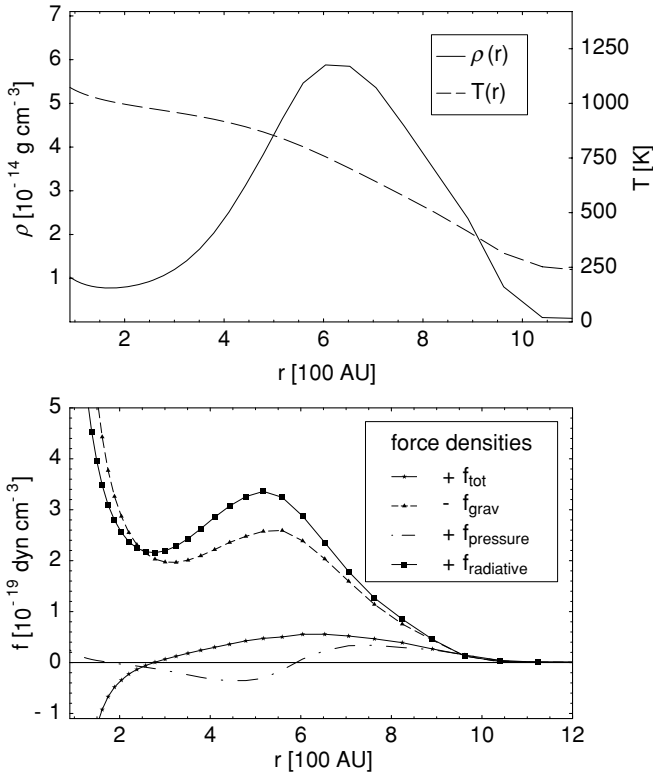 7
6
5
4
3
2
1
ρ [10⁻¹⁴ g cm⁻³]
ρ (r)
T(r)
1250
1000
750
500
250
0
T [K]
2 4 6 8 10
r [100 AU]
5
4
3
2
1
0
- 1
f [10⁻¹⁹ dyn cm⁻³]
force densities
+ f_tot
- f_grav
+ f_pressure
+ f_radiative
2 4 6 8 10 12
r [100 AU]